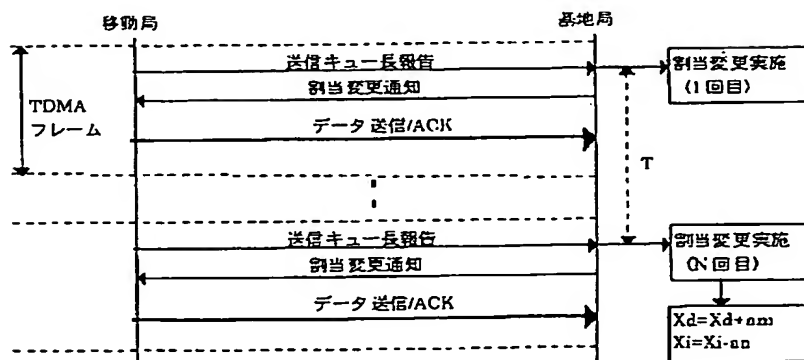 移動局
基地局
送信キュー長報告
割当変更実施
(1回目)
割当変更通知
TDMA
フレーム
データ送信/ACK
T
送信キュー長報告
割当変更実施
(N回目)
割当変更通知
データ送信/ACK
Xd=Xd+αm
Xi=Xi-αn